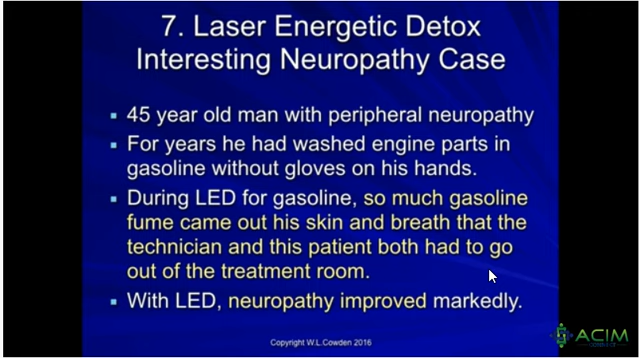 7. Laser Energetic Detox
Interesting Neuropathy Case
45 year old man with peripheral neuropathy
For years he had washed engine parts in
gasoline without gloves on his hands.
During LED for gasoline, so much gasoline
fume came out his skin and breath that the
technician and this patient both had to go
out of the treatment room.
With LED, neuropathy improved markedly.
Copyright W.L.Cowden 2016
ACIM